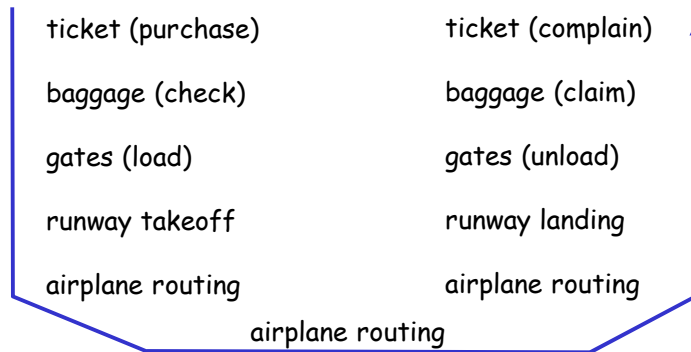 ticket (purchase) ticket (complain)
baggage (check) baggage (claim)
gates (load) gates (unload)
runway takeoff runway landing
airplane routing airplane routing
airplane routing